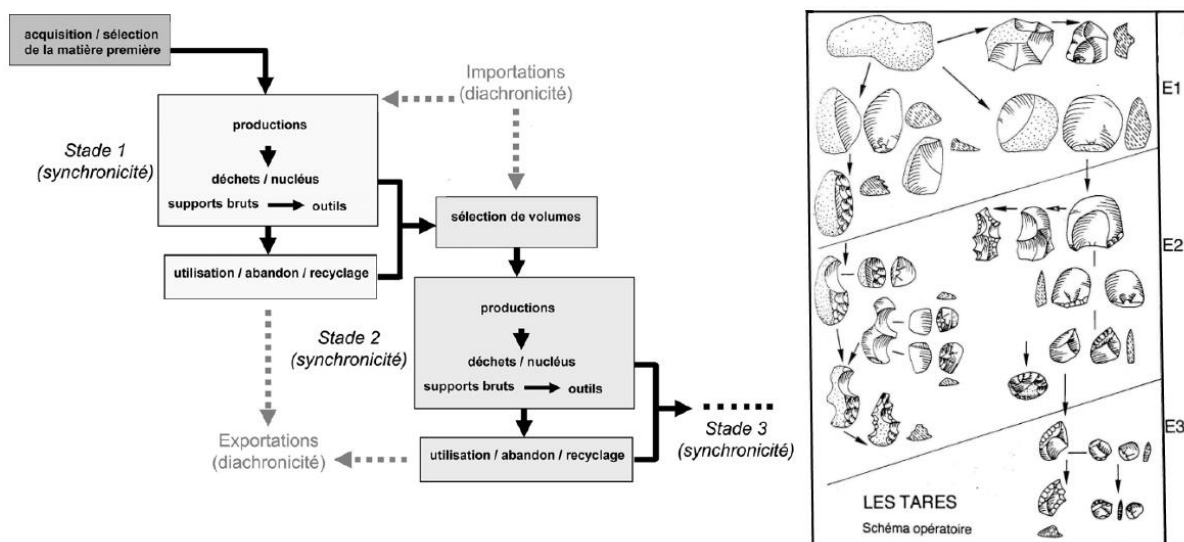 acquisition / sélection
de la matière première
Importations
(diachronicité)
Stade 1
(synchronicité)
productions
déchets / nucléus
supports bruts
outils
utilisation / abandon / recyclage
sélection de volumes
Stade 2
(synchronicité)
productions
déchets / nucléus
supports bruts
outils
utilisation / abandon / recyclage
Exportations
(diachronicité)
Stade 3
(synchronicité)
E1
E2
E3
LES TARES
Schéma opératoire